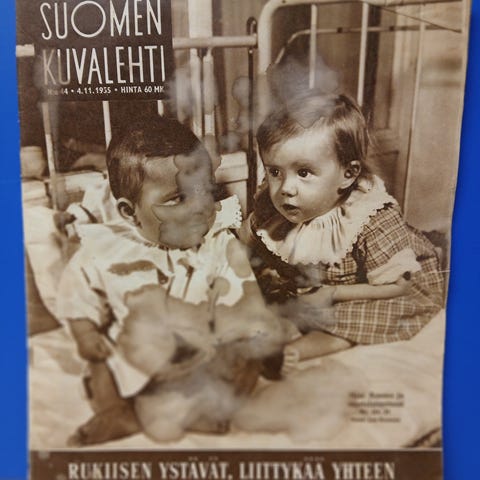 SUOMEN
KUVALEHTI
N:o 44 • 4.11.1955 • HINTA 60 MK
RUKIISEN YSTÄVÄT, LIITTYKÄÄ YHTEEN